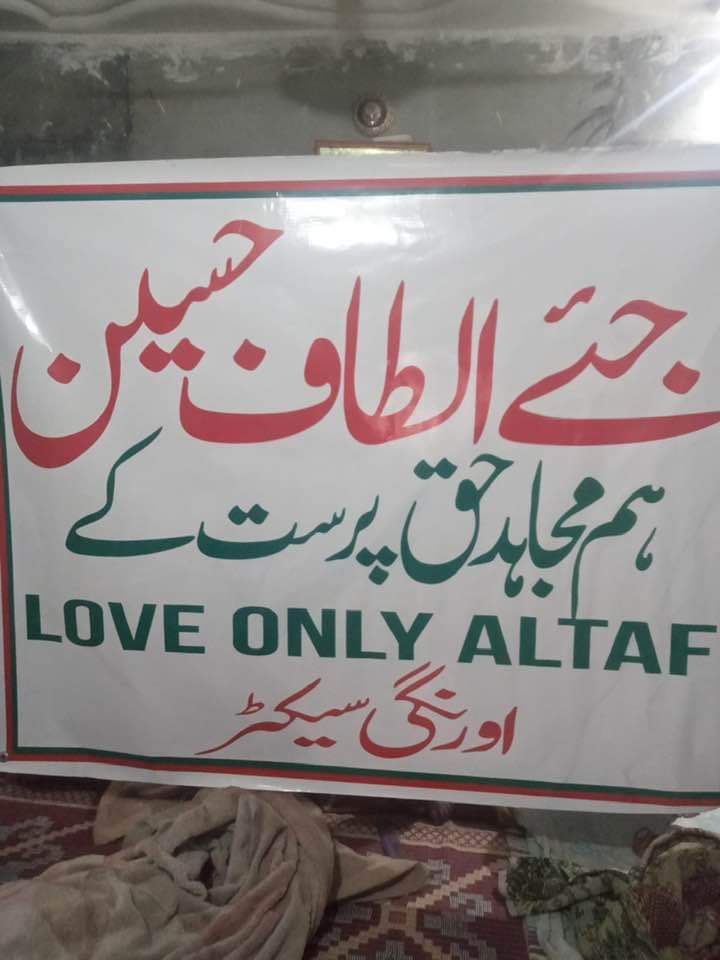 جئے الطاف حسین
ہم مجاہد حق پرست کے
LOVE ONLY ALTAF
اورنگی سیکٹر